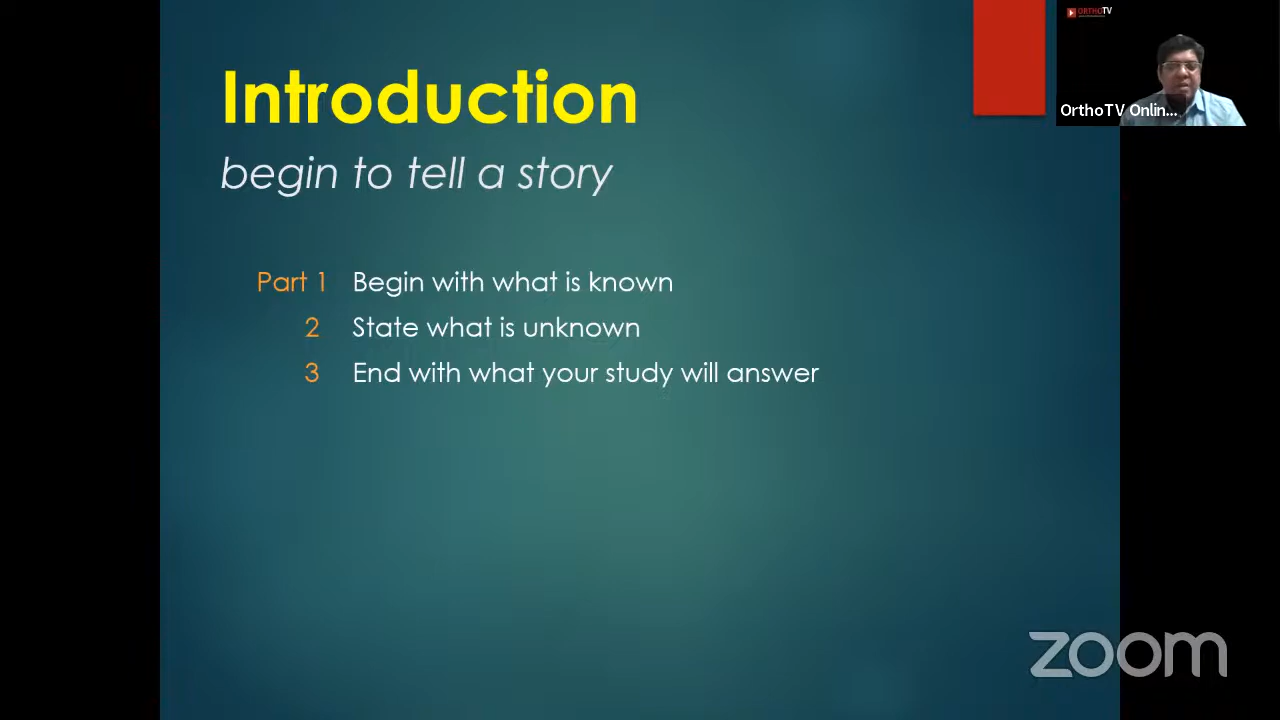 Introduction
begin to tell a story
Part 1 Begin with what is known
2 State what is unknown
3 End with what your study will answer
ORTHOTV
OrthoTV Onlin...
zoom